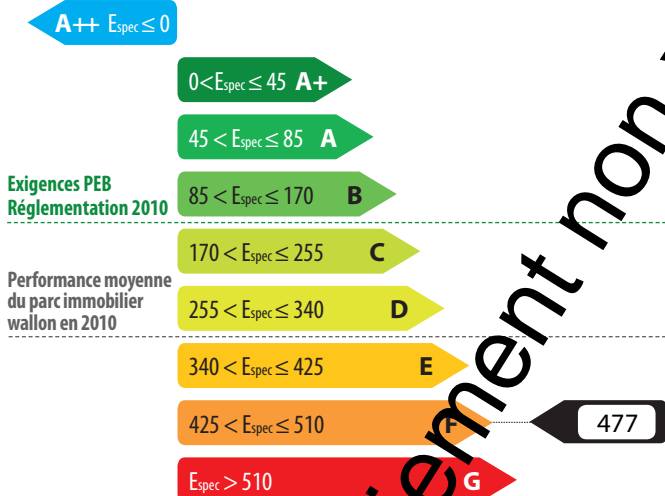 A++ Espec ≤ 0
0<Espec ≤ 45 A+
45 < Espec ≤ 85 A
Exigences PEB
Réglementation 2010
85 < Espec ≤ 170 B
170 < Espec ≤ 255 C
Performance moyenne
du parc immobilier
wallon en 2010
255 < Espec ≤ 340 D
340 < Espec ≤ 425 E
425 < Espec ≤ 510 F
477
Espec > 510 G
ement non